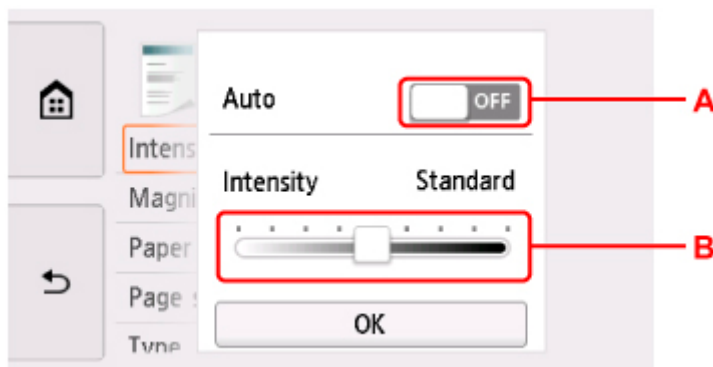 Auto OFF A
Intens
Intensity Standard
Magni
B
Paper
Page
OK
Type